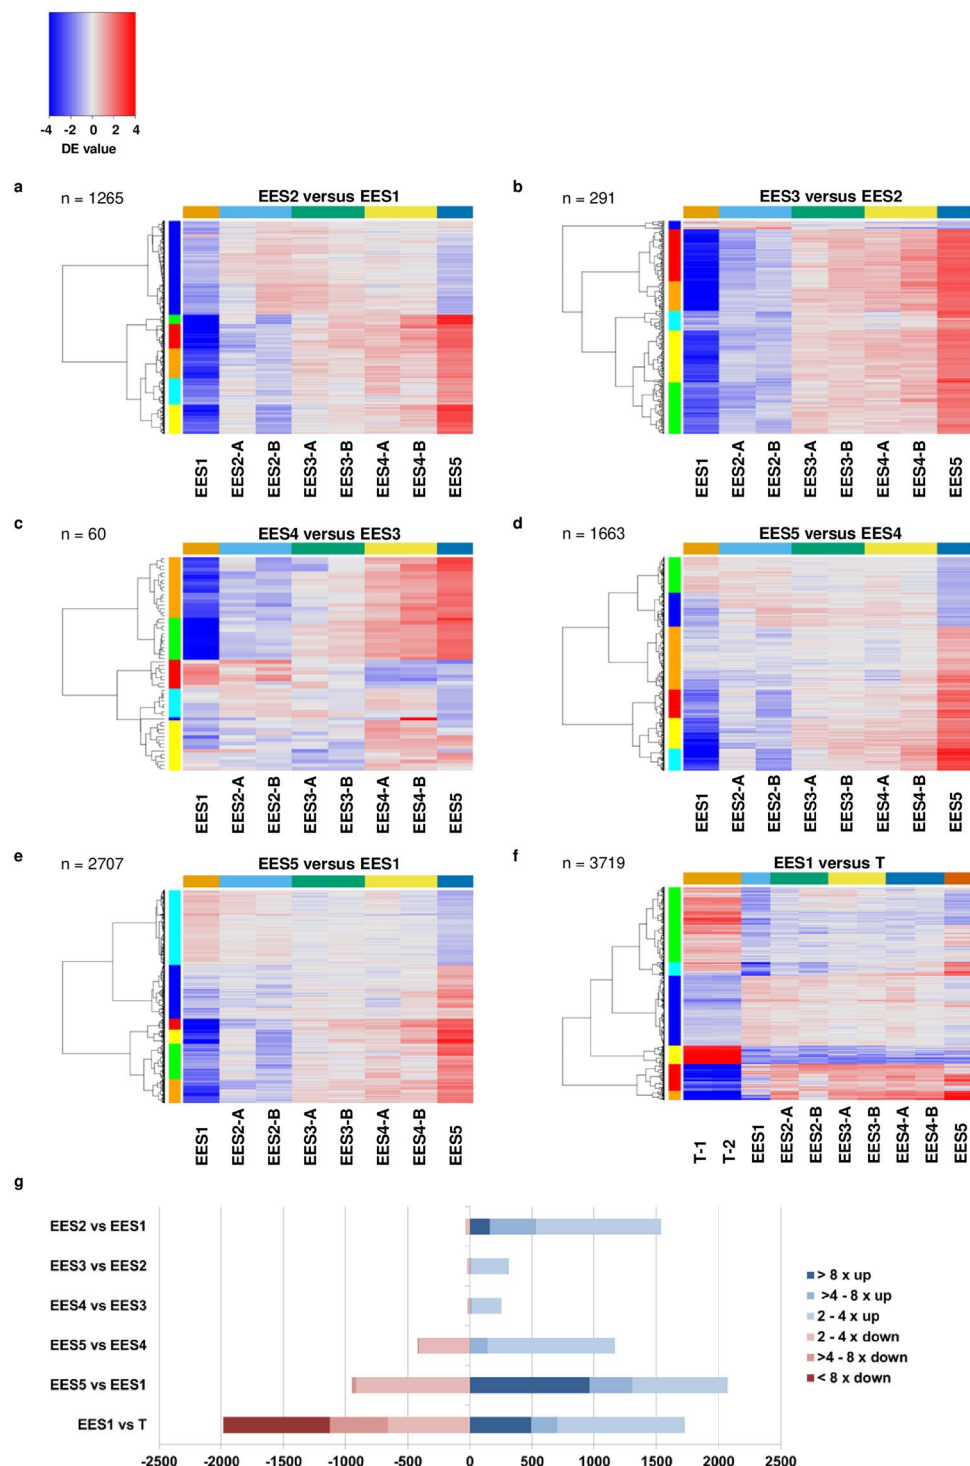 -4 -2 0 2 4
DE value
a
n = 1265
EES2 versus EES1
EES1 EES2-A EES2-B EES3-A EES3-B EES4-A EES4-B EES5
b
n = 291
EES3 versus EES2
EES1 EES2-A EES2-B EES3-A EES3-B EES4-A EES4-B EES5
c
n = 60
EES4 versus EES3
EES1 EES2-A EES2-B EES3-A EES3-B EES4-A EES4-B EES5
d
n = 1663
EES5 versus EES4
EES1 EES2-A EES2-B EES3-A EES3-B EES4-A EES4-B EES5
e
n = 2707
EES5 versus EES1
EES1 EES2-A EES2-B EES3-A EES3-B EES4-A EES4-B EES5
f
n = 3719
EES1 versus T
T-1 T-2 EES1 EES2-A EES2-B EES3-A EES3-B EES4-A EES4-B EES5
g
EES2 vs EES1
EES3 vs EES2
EES4 vs EES3
EES5 vs EES4
EES5 vs EES1
EES1 vs T
> 8 x up
>4 - 8 x up
2 - 4 x up
2 - 4 x down
>4 - 8 x down
< 8 x down
-2500 -2000 -1500 -1000 -500 0 500 1000 1500 2000 2500